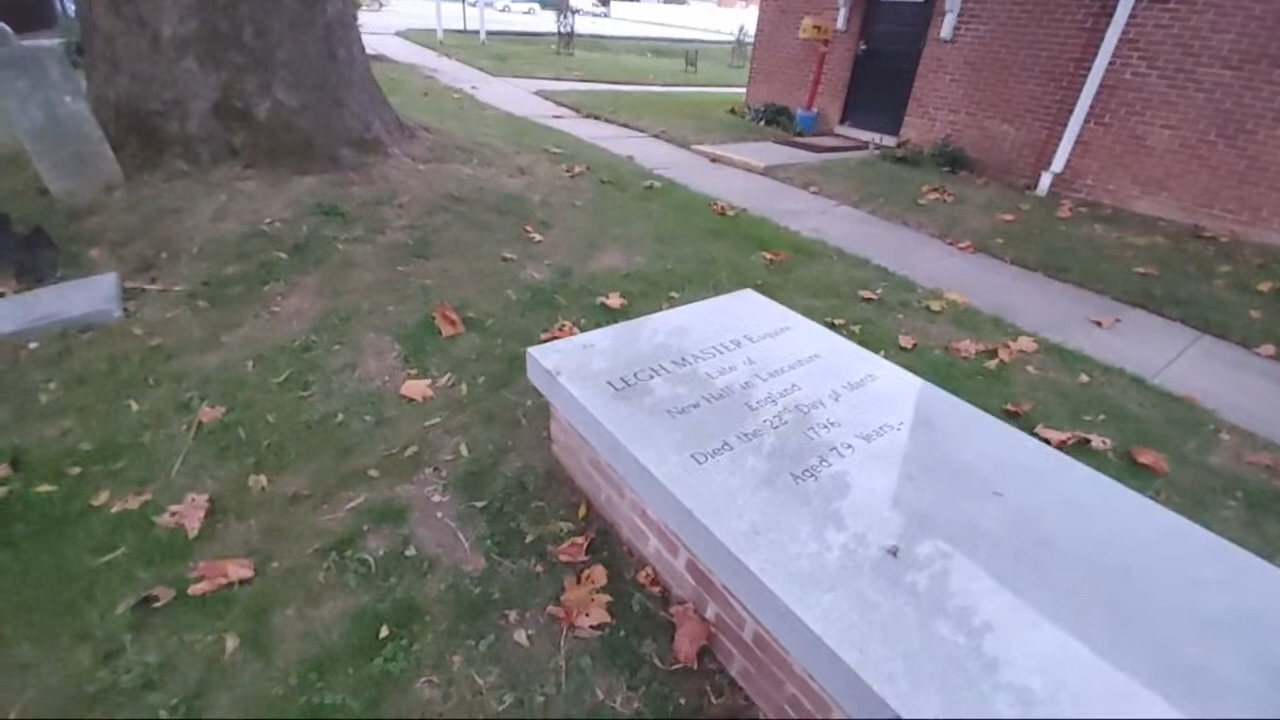 LEGH MASTER Esquire
Late of
New Hall in Lancashire
England
Died the 22nd Day of March
1796
Aged 79 Years.